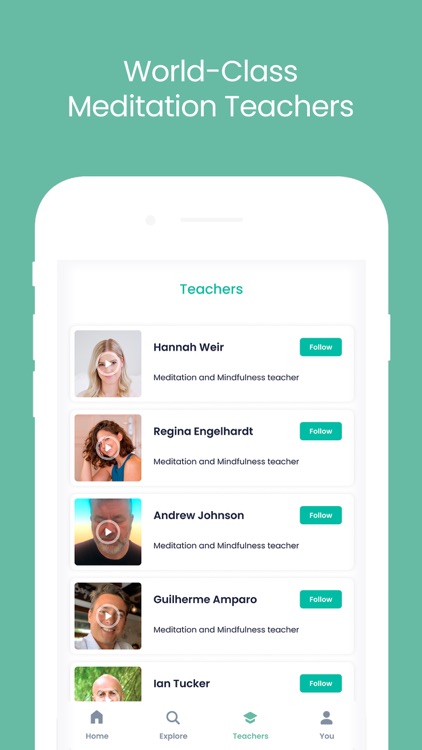 World-Class
Meditation Teachers
Teachers
Hannah Weir
Follow
Meditation and Mindfulness teacher
Regina Engelhardt
Follow
Meditation and Mindfulness teacher
Andrew Johnson
Follow
Meditation and Mindfulness teacher
Guilherme Amparo
Follow
Meditation and Mindfulness teacher
Ian Tucker
Follow
Home
Explore
Teachers
You